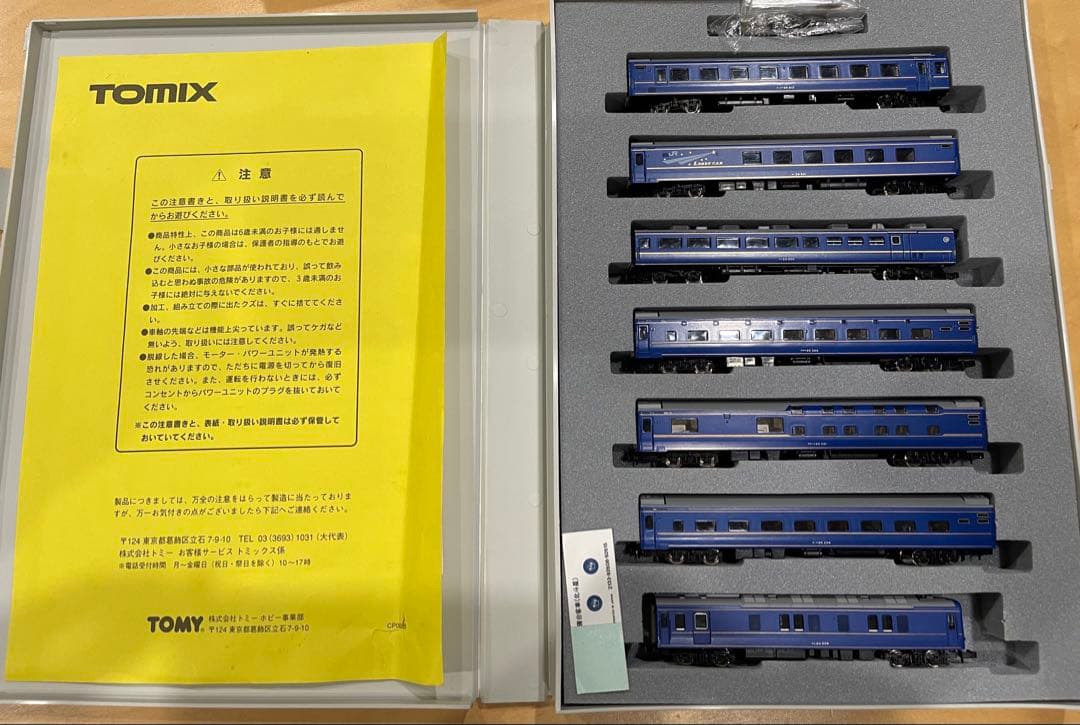 TOMIX
⚠ 注意
この注意書きと、取り扱い説明書を必ず読んで
からお遊びください。
●商品特性上、この商品は6歳未満のお子様には適しませ
ん。小さなお子様の場合は、保護者の指導のもとでお遊
びください。
●この商品には、小さな部品が使われており、誤って飲み
込むと思わぬ事故の危険がありますので、3歳未満のお
子様には絶対に与えないでください。
●加工、組み立ての際に出たクズは、すぐに捨ててくださ
い。
●車軸の先端などは機能上尖っています。誤ってケガなど
無いよう、取り扱いには注意してください。
●脱線した場合、モーター・パワーユニットが発熱する
恐れがありますので、ただちに電源を切ってから復旧
させてください。また、運転を行わないときには、必ず
コンセントからパワーユニットのプラグを抜いておいて
ください。
※この注意書きと、表紙・取り扱い説明書は必ず保管して
おいていてください。
製品につきましては、万全の注意をはらって製造に当たっておりま
すが、万一お気付きの点がございましたら下記へご連絡ください。
〒124 東京都葛飾区立石 7-9-10 TEL 03 (3693) 1031 (大代表)
株式会社トミー お客様サービス トミックス係
※電話受付時間 月～金曜日（祝日・祭日を除く）10～17時
TOMY® 株式会社トミー ホビー事業部
〒124 東京都葛飾区立石 7-9-10
JR